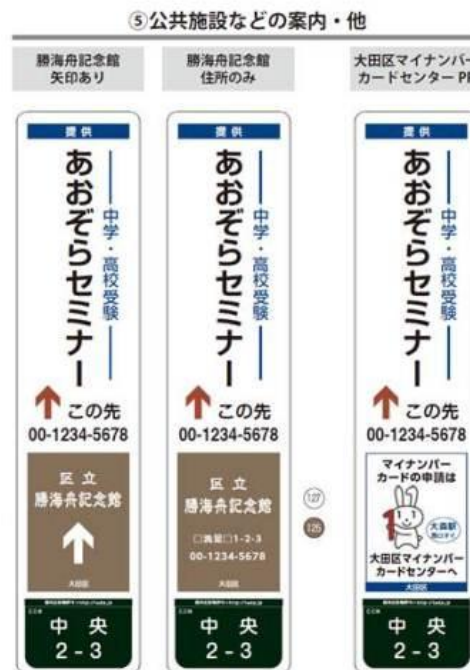 ⑤公共施設などの案内・他
勝海舟記念館
矢印あり
提供
あおぞらセミナー
中学・高校受験
この先
00-1234-5678
区立
勝海舟記念館
大田区
中央
2-3
勝海舟記念館
住所のみ
提供
あおぞらセミナー
中学・高校受験
この先
00-1234-5678
区立
勝海舟記念館
1-2-3
00-1234-5678
大田区
中央
2-3
127
126
大田区マイナンバー
カードセンター P
提供
あおぞらセミナー
中学・高校受験
この先
00-1234-5678
マイナンバー
カードの申請は
大森駅
大田区マイナンバー
カードセンターへ
大田区
中央
2-3